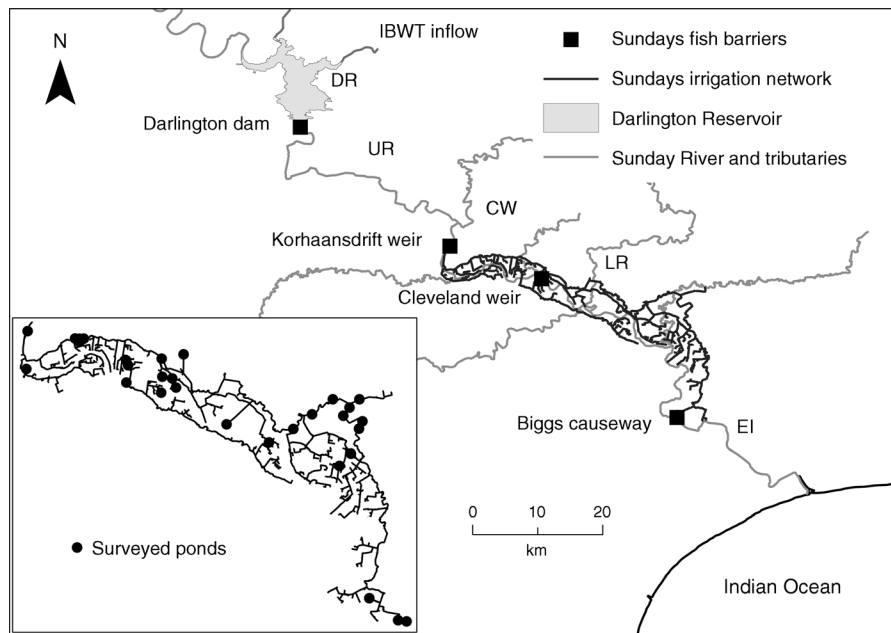 IBWT inflow
N
DR
Darlington dam
UR
CW
Korhaansdrift weir
LR
Cleveland weir
Biggs causeway
EI
Sundays fish barriers
Sundays irrigation network
Darlington Reservoir
Sunday River and tributaries
Surveyed ponds
0 10 20
km
Indian Ocean